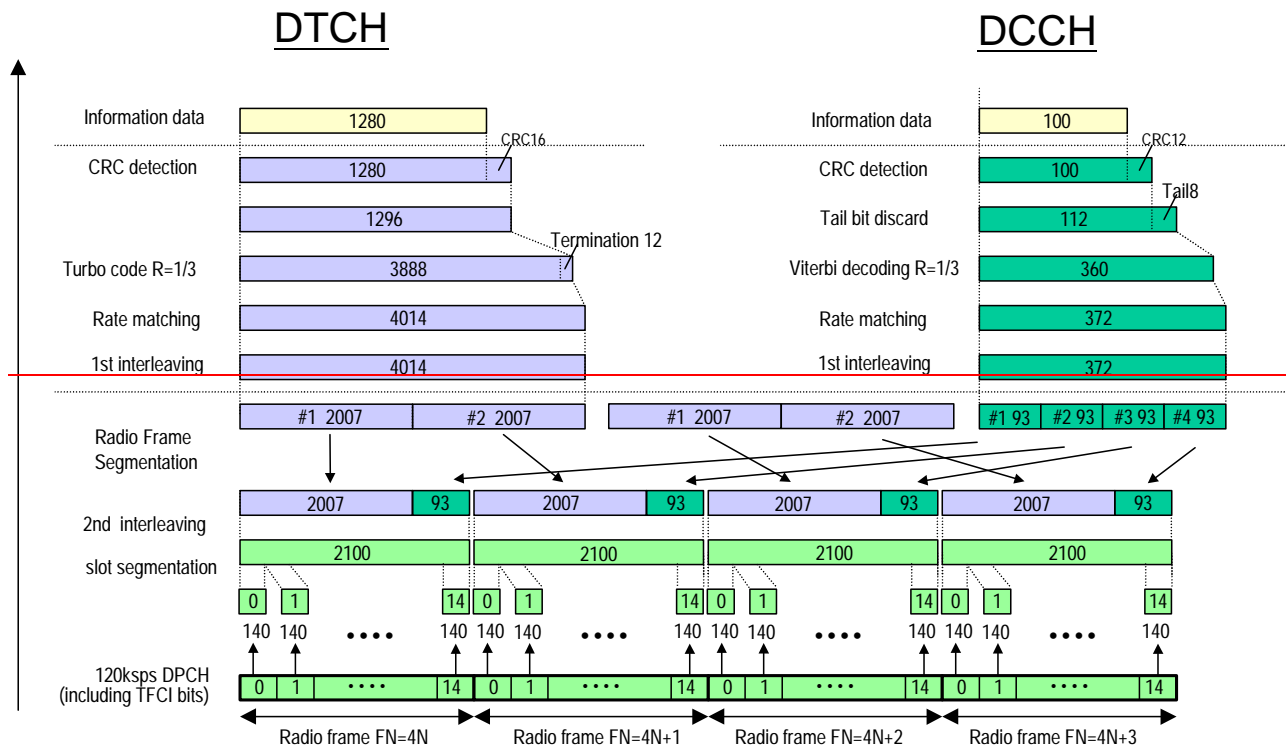 DTCH DCCH
Information data 1280 Information data 100
CRC16 CRC12
CRC detection 1280 CRC detection 100
Tail8
1296 Tail bit discard 112
Termination 12
Turbo code R=1/3 3888 Viterbi decoding R=1/3 360
Rate matching 4014 Rate matching 372
1st interleaving 4014 1st interleaving 372
#1 2007 #2 2007 #1 2007 #2 2007 #1 93 #2 93 #3 93 #4 93
Radio Frame
Segmentation
2007 93 2007 93 2007 93 2007 93
2nd interleaving
2100 2100 2100 2100
slot segmentation
0 1 14 0 1 14 0 1 14 0 1 14
140 140 •••• 140 140 140 •••• 140 140 140 •••• 140 140 140 •••• 140
120ksps DPCH
(including TFCI bits)
0 1 •••• 14 0 1 •••• 14 0 1 •••• 14 0 1 •••• 14
Radio frame FN=4N Radio frame FN=4N+1 Radio frame FN=4N+2 Radio frame FN=4N+3